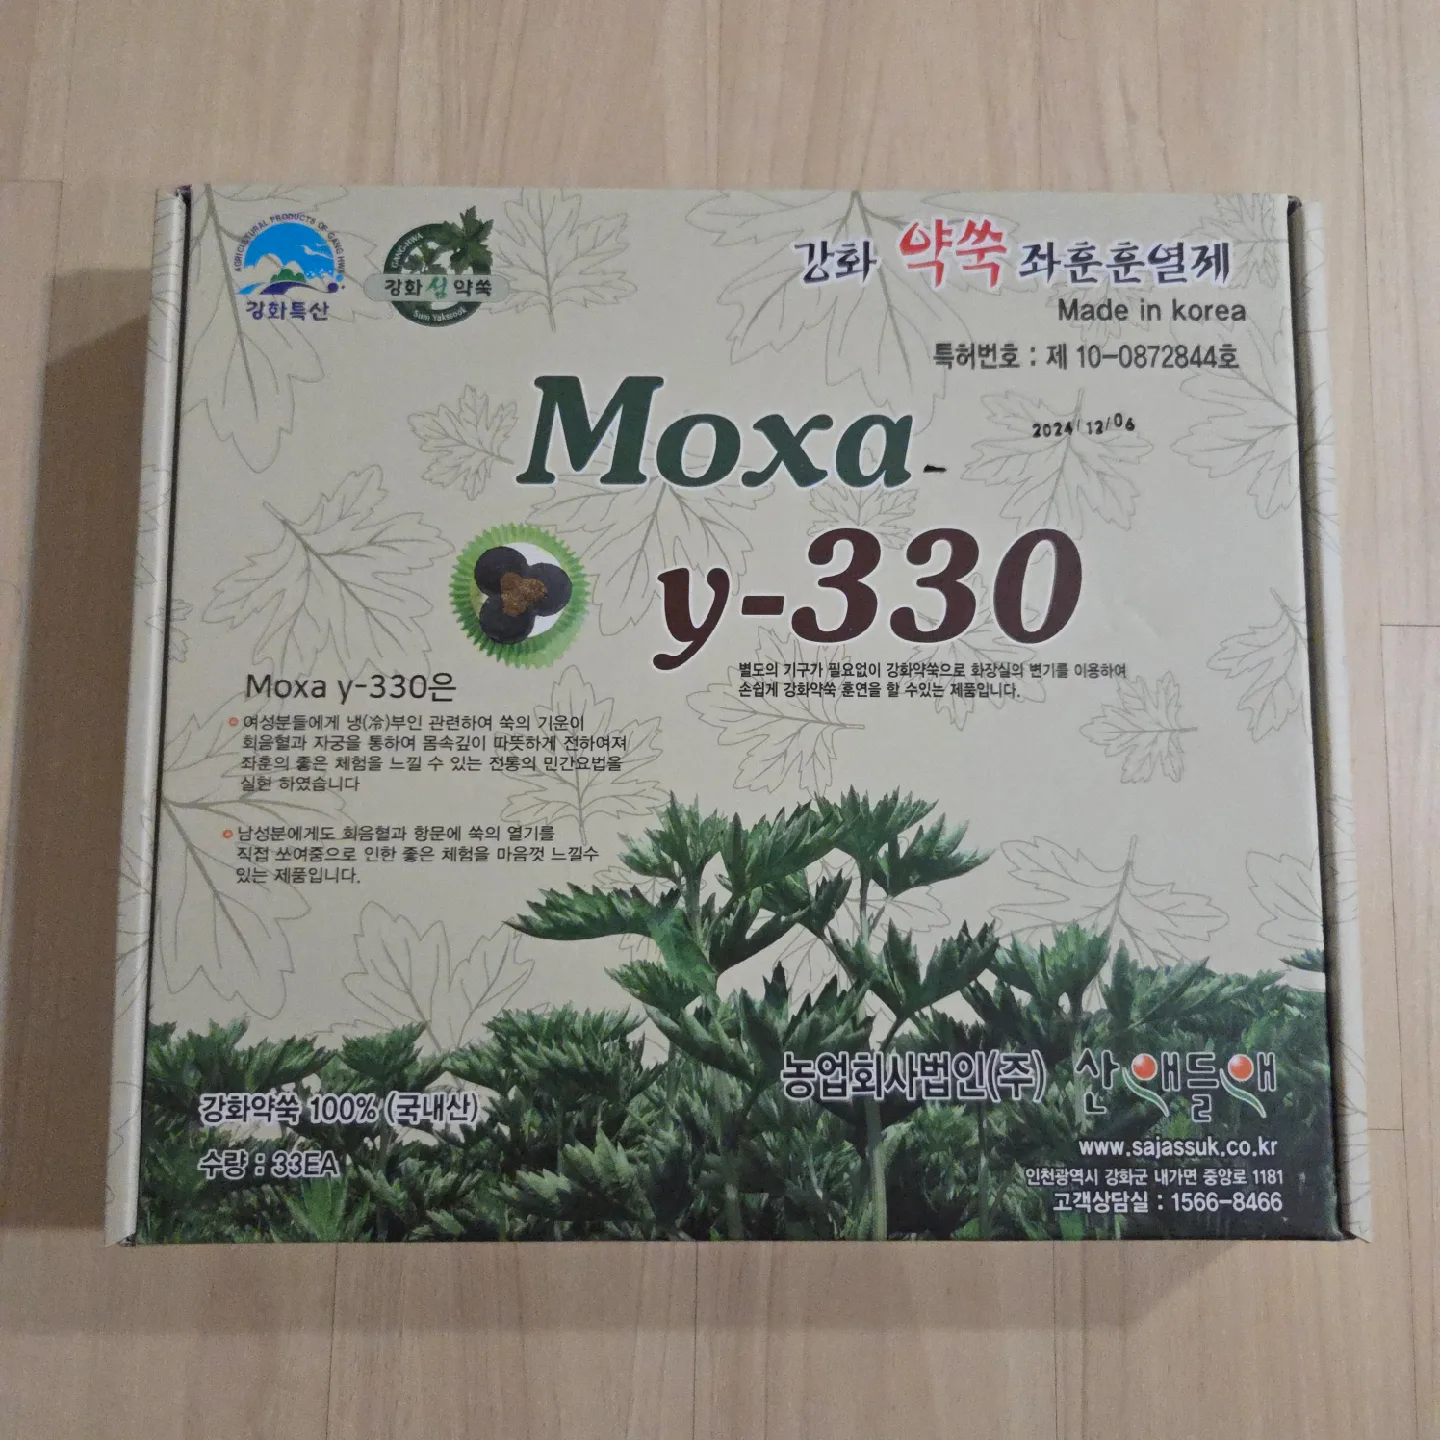 AGRICULTURAL PRODUCTS OF GANG HWA
강화특산
GANG-HWA
강화 섬 약쑥
Sum Yakssook
강화 약쑥 좌훈훈열제
Made in korea
특허번호 : 제 10-0872844호
2024/12/06
Moxa
y-330
별도의 기구가 필요없이 강화약쑥으로 화장실의 변기를 이용하여
손쉽게 강화약쑥 훈연을 할 수있는 제품입니다.
Moxa y-330은
여성분들에게 냉(冷)부인 관련하여 쑥의 기운이
회음혈과 자궁을 통하여 몸속깊이 따뜻하게 전하여져
좌훈의 좋은 체험을 느낄 수 있는 전통의 민간요법을
실현 하였습니다
남성분에게도 회음혈과 항문에 쑥의 열기를
직접 쏘여줌으로 인한 좋은 체험을 마음껏 느낄수
있는 제품입니다.
강화약쑥 100% (국내산)
수량 : 33EA
농업회사법인(주) 산애들애
www.sajassuk.co.kr
인천광역시 강화군 내가면 중앙로 1181
고객상담실 : 1566-8466